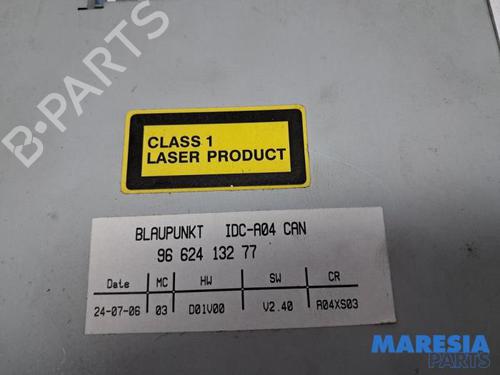 B-PARTS
CLASS 1
LASER PRODUCT
BLAUPUNKT IDC-A04 CAN
96 624 132 77
Date MC HW SW CR
24-07-06 03 D01V00 V2.40 A04XS03
MARESIA
PARTS